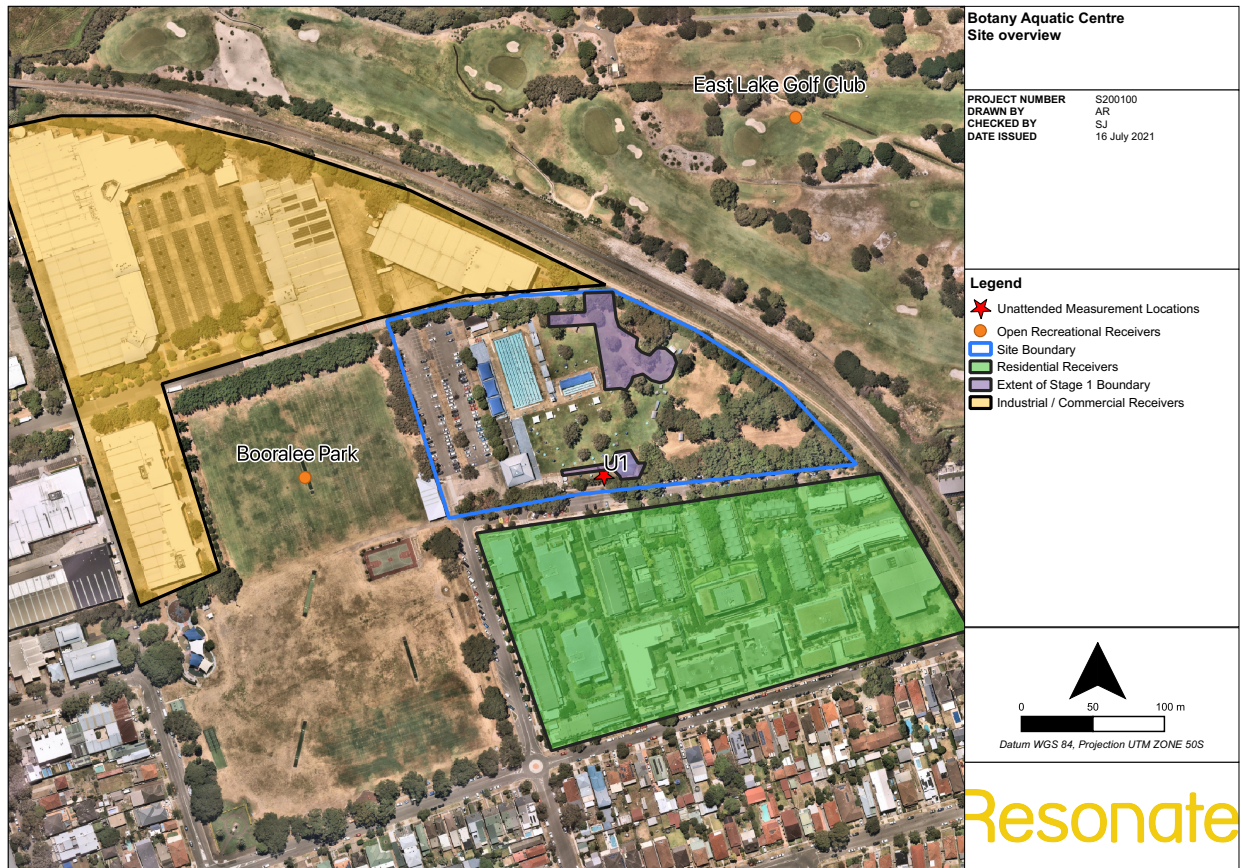 Botany Aquatic Centre
Site overview
PROJECT NUMBER S200100
DRAWN BY AR
CHECKED BY SJ
DATE ISSUED 16 July 2021
Legend
Unattended Measurement Locations
Open Recreational Receivers
Site Boundary
Residential Receivers
Extent of Stage 1 Boundary
Industrial / Commercial Receivers
East Lake Golf Club
Booralee Park
U1
0 50 100 m
Datum WGS 84, Projection UTM ZONE 50S
Resonate